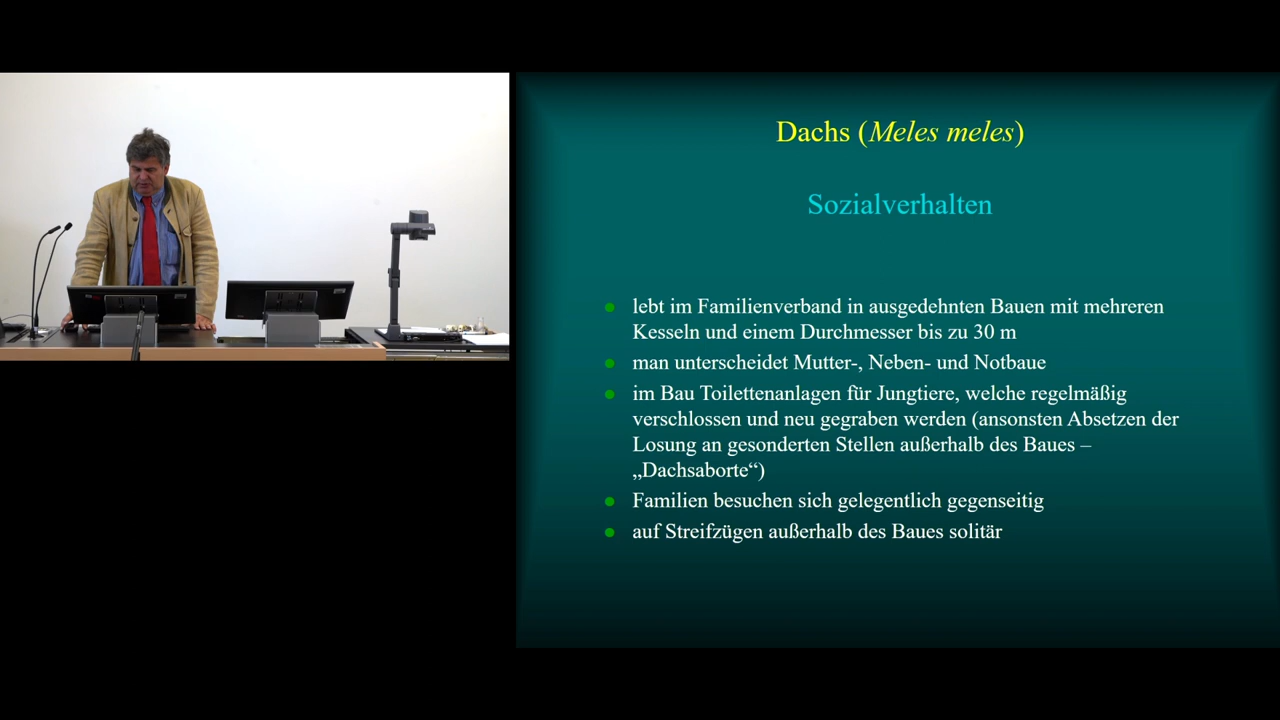 Dachs (Meles meles)
Sozialverhalten
lebt im Familienverband in ausgedehnten Bauen mit mehreren
Kesseln und einem Durchmesser bis zu 30 m
man unterscheidet Mutter-, Neben- und Notbaue
im Bau Toilettenanlagen für Jungtiere, welche regelmäßig
verschlossen und neu gegraben werden (ansonsten Absetzen der
Losung an gesonderten Stellen außerhalb des Baues –
„Dachsaborte“)
Familien besuchen sich gelegentlich gegenseitig
auf Streifzügen außerhalb des Baues solitär